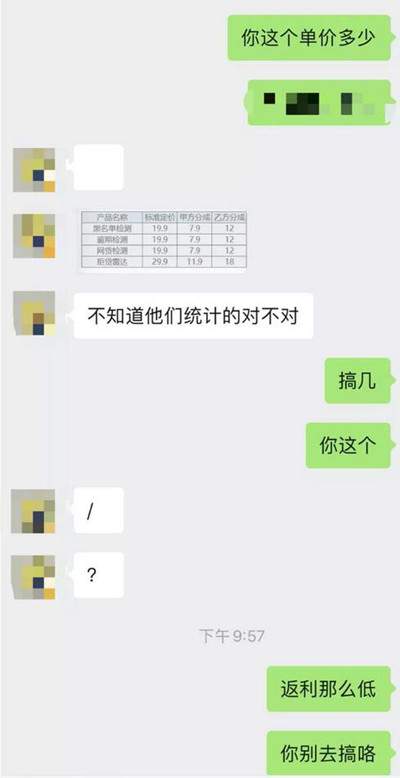 你这个单价多少
产品名称 标准定价 甲方分成 乙方分成
黑名单检测 19.9 7.9 12
逾期检测 19.9 7.9 12
网贷检测 19.9 7.9 12
拒贷雷达 29.9 11.9 18
不知道他们统计的对不对
搞几
你这个
/
?
下午 9:57
返利那么低
你别去搞咯